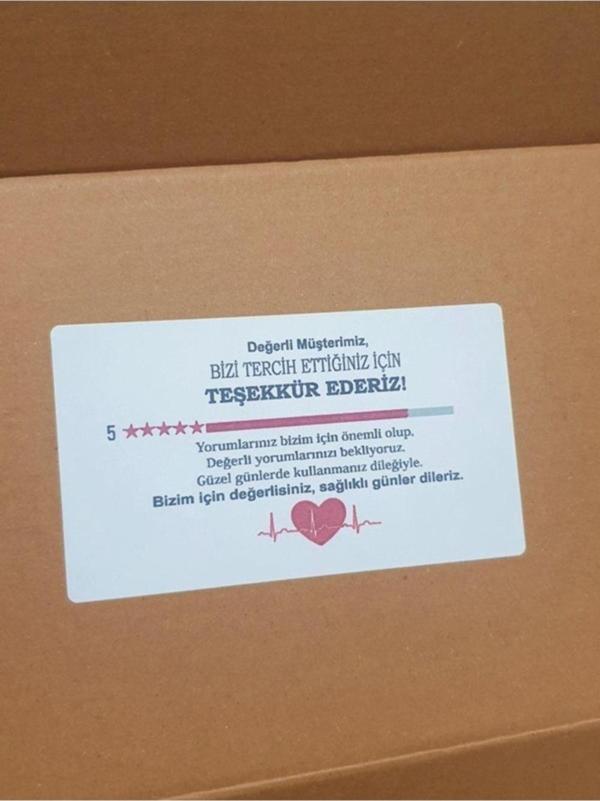 Değerli Müşterimiz,
BİZİ TERCİH ETTİĞİNİZ İÇİN
TEŞEKKÜR EDERİZ!
5 ★★★★★
Yorumlarınız bizim için önemli olup,
Değerli yorumlarınızı bekliyoruz.
Güzel günlerde kullanmanız dileğiyle.
Bizim için değerlisiniz, sağlıklı günler dileriz.